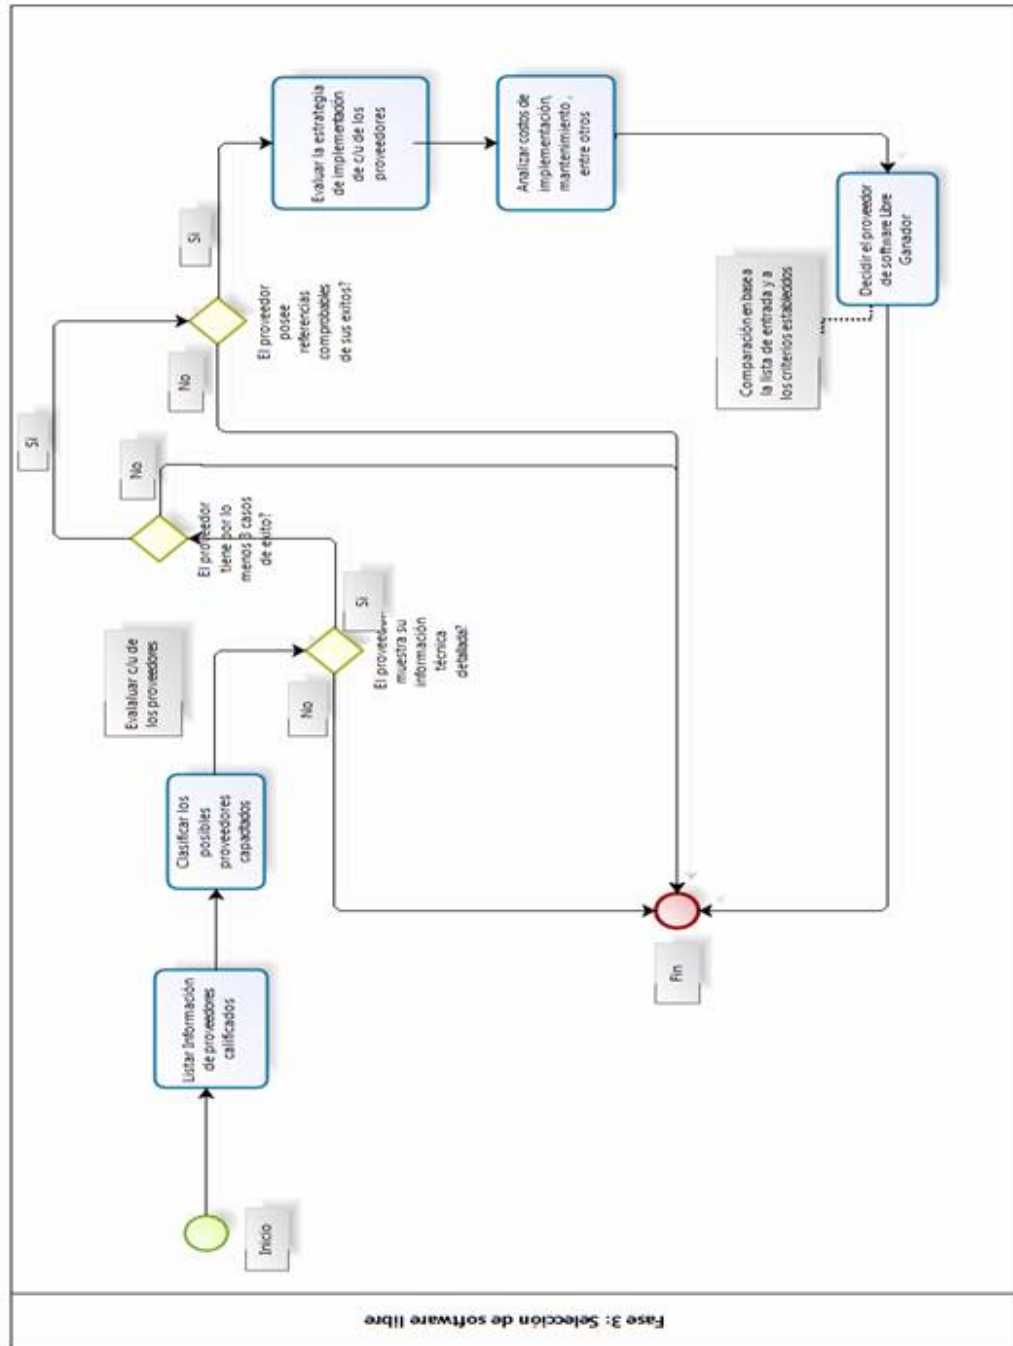 Fase 3: Selección de software libre
Inicio
Listar Información
de proveedores
calificados
Clasificar los
posibles
proveedores
capacitados
Evalaluar c/u de
los proveedores
El proveedor
muestra su
información
técnica
detallada?
No
Si
El proveedor
tiene por lo
menos 3 casos
de exito?
No
Si
El proveedor
posee
referencias
comprobables
de sus exitos?
No
Si
Evaluar la estrategia
de implementación
de c/u de los
proveedores
Analizar costos de
implementación,
mantenimiento ,
entre otros
Decidir el proveedor
de software Libre
Ganador
Comparación en base a
la lista de entrada y a
los criterios establecidos
Fin